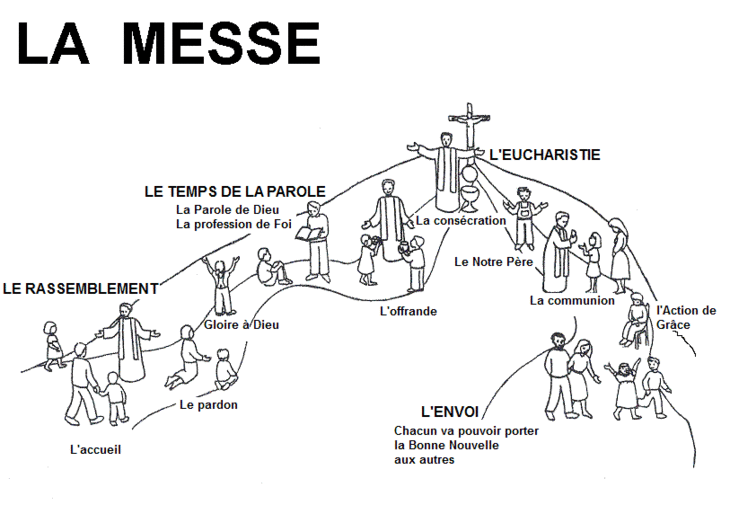 LA MESSE
L'EUCHARISTIE
LE TEMPS DE LA PAROLE
La Parole de Dieu
La profession de Foi
La consécration
Le Notre Père
LE RASSEMBLEMENT
La communion
L'offrande
l'Action de
Grâce
Gloire à Dieu
Le pardon
L'ENVOI
Chacun va pouvoir porter
la Bonne Nouvelle
aux autres
L'accueil